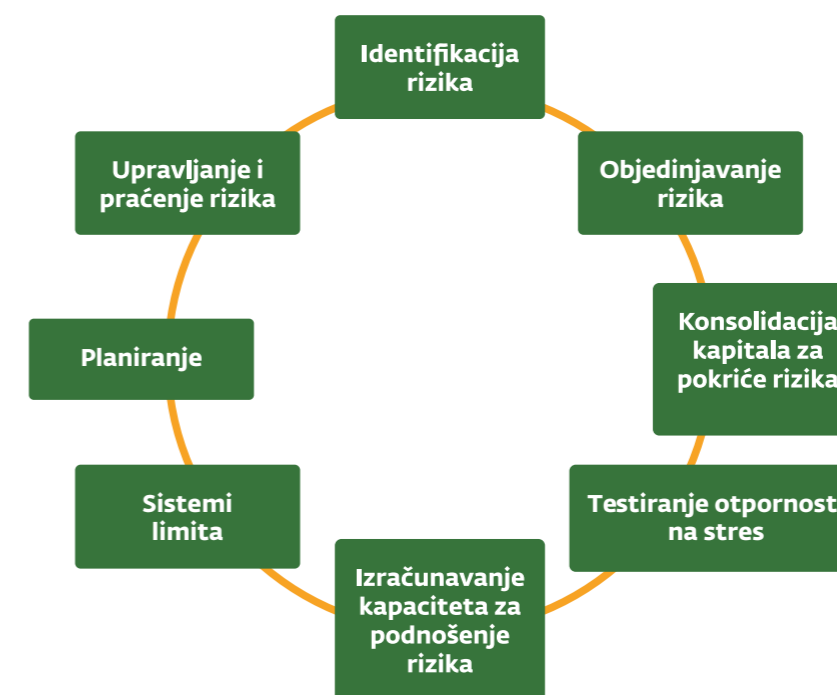 Identifikacija
rizika
Objedinjavanje
rizika
Konsolidacija
kapitala za
pokriće rizika
Testiranje otpornost
na stres
Izračunavanje
kapaciteta za
podnošenje
rizika
Sistemi
limita
Planiranje
Upravljanje i
praćenje rizika